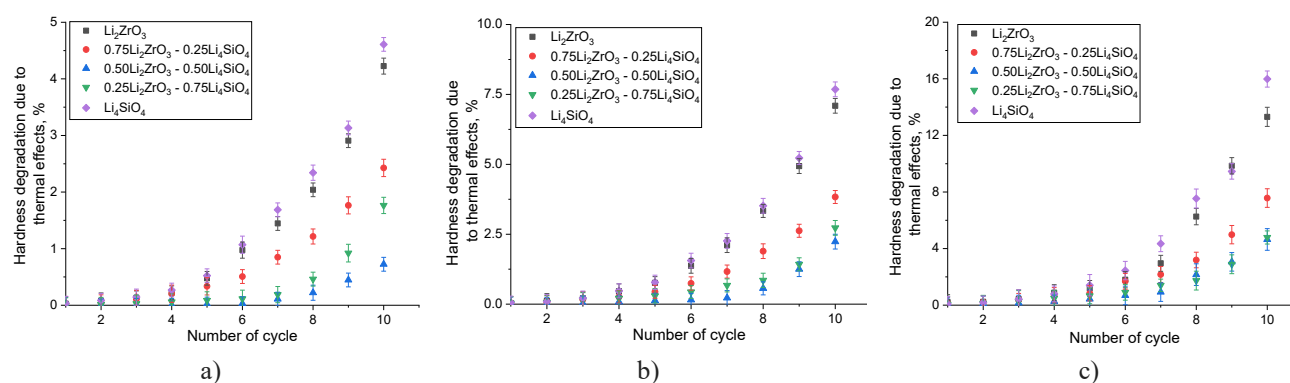 Hardness degradation due to
thermal effects, %
5
4
3
2
1
0
Li₂ZrO₃
0.75Li₂ZrO₃ - 0.25Li₄SiO₄
0.50Li₂ZrO₃ - 0.50Li₄SiO₄
0.25Li₂ZrO₃ - 0.75Li₄SiO₄
Li₄SiO₄
2 4 6 8 10
Number of cycle
a)
Hardness degradation due
to thermal effects, %
10.0
7.5
5.0
2.5
0.0
Li₂ZrO₃
0.75Li₂ZrO₃ - 0.25Li₄SiO₄
0.50Li₂ZrO₃ - 0.50Li₄SiO₄
0.25Li₂ZrO₃ - 0.75Li₄SiO₄
Li₄SiO₄
2 4 6 8 10
Number of cycle
b)
Hardness degradation due to
thermal effects, %
20
16
12
8
4
0
Li₂ZrO₃
0.75Li₂ZrO₃ - 0.25Li₄SiO₄
0.50Li₂ZrO₃ - 0.50Li₄SiO₄
0.25Li₂ZrO₃ - 0.75Li₄SiO₄
Li₄SiO₄
2 4 6 8 10
Number of cycle
c)